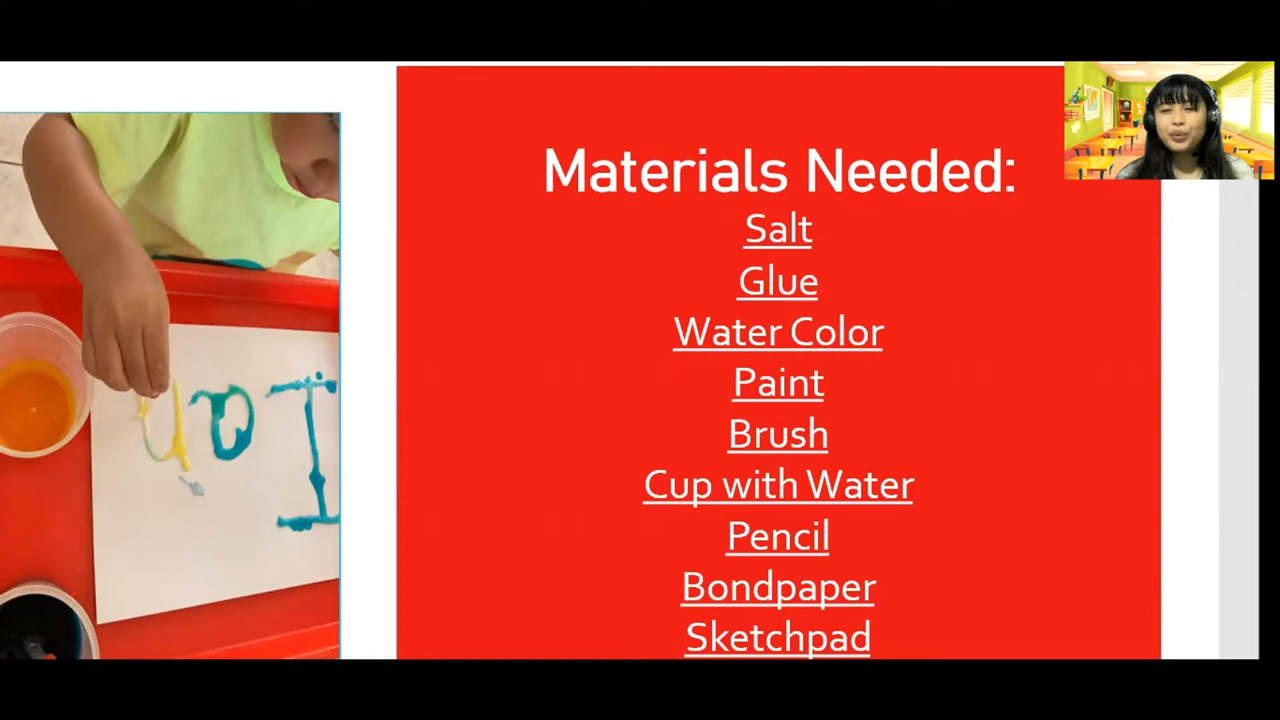 Materials Needed:
Salt
Glue
Water Color
Paint
Brush
Cup with Water
Pencil
Bondpaper
Sketchpad